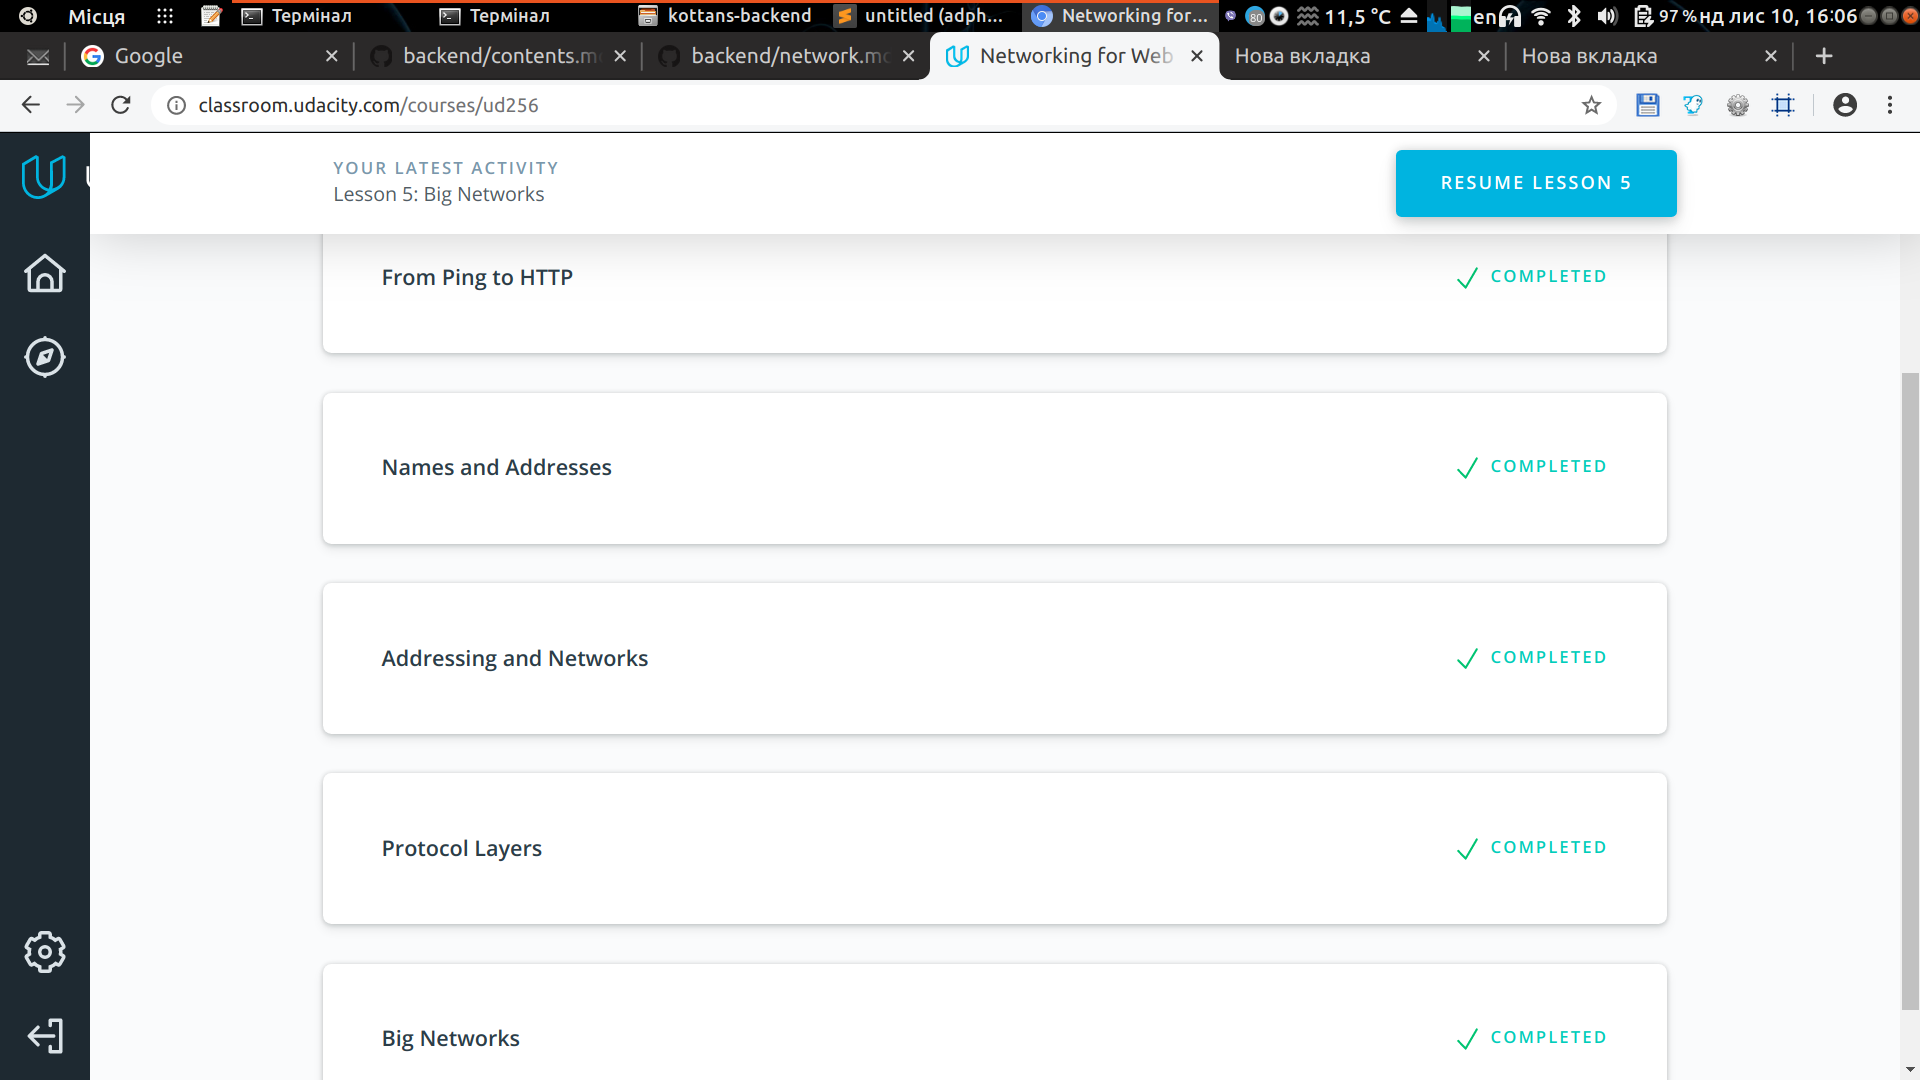 Місця Термінал Термінал kottans-backend untitled (adph... Networking for... 80 11,5 °C en 97 % нд лис 10, 16:06
Google backend/contents.m backend/network.mc Networking for Web Нова вкладка Нова вкладка
classroom.udacity.com/courses/ud256
YOUR LATEST ACTIVITY
Lesson 5: Big Networks
RESUME LESSON 5
From Ping to HTTP COMPLETED
Names and Addresses COMPLETED
Addressing and Networks COMPLETED
Protocol Layers COMPLETED
Big Networks COMPLETED